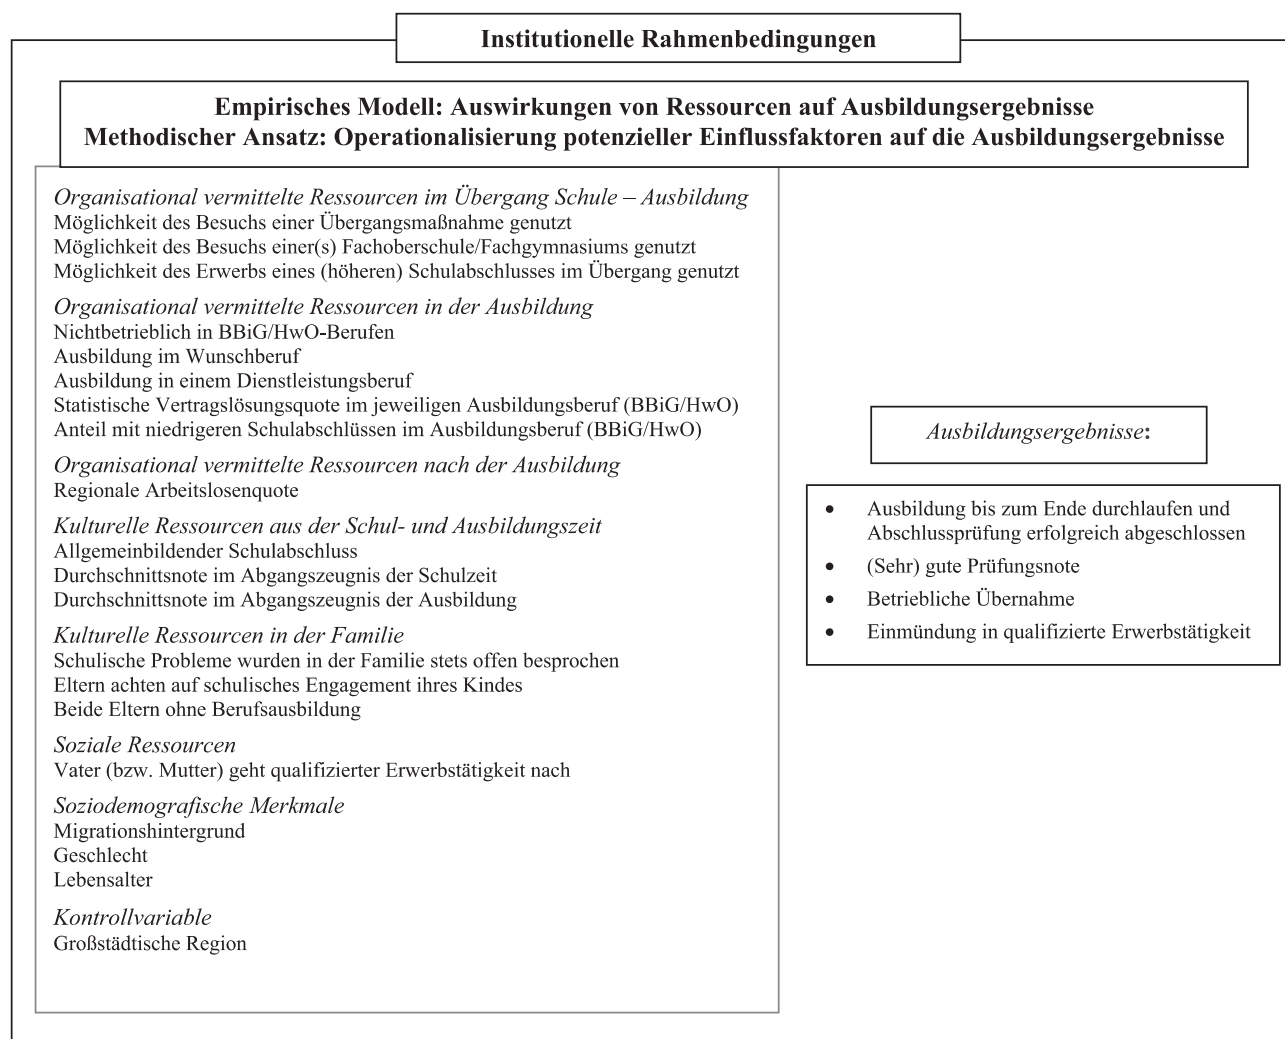 Institutionelle Rahmenbedingungen
Empirisches Modell: Auswirkungen von Ressourcen auf Ausbildungsergebnisse
Methodischer Ansatz: Operationalisierung potenzieller Einflussfaktoren auf die Ausbildungsergebnisse
Organisational vermittelte Ressourcen im Übergang Schule – Ausbildung
Möglichkeit des Besuchs einer Übergangsmaßnahme genutzt
Möglichkeit des Besuchs einer(s) Fachoberschule/Fachgymnasiums genutzt
Möglichkeit des Erwerbs eines (höheren) Schulabschlusses im Übergang genutzt
Organisational vermittelte Ressourcen in der Ausbildung
Nichtbetrieblich in BBiG/HwO-Berufen
Ausbildung im Wunschberuf
Ausbildung in einem Dienstleistungsberuf
Statistische Vertragslösungsquote im jeweiligen Ausbildungsberuf (BBiG/HwO)
Anteil mit niedrigeren Schulabschlüssen im Ausbildungsberuf (BBiG/HwO)
Organisational vermittelte Ressourcen nach der Ausbildung
Regionale Arbeitslosenquote
Kulturelle Ressourcen aus der Schul- und Ausbildungszeit
Allgemeinbildender Schulabschluss
Durchschnittsnote im Abgangszeugnis der Schulzeit
Durchschnittsnote im Abgangszeugnis der Ausbildung
Kulturelle Ressourcen in der Familie
Schulische Probleme wurden in der Familie stets offen besprochen
Eltern achten auf schulisches Engagement ihres Kindes
Beide Eltern ohne Berufsausbildung
Soziale Ressourcen
Vater (bzw. Mutter) geht qualifizierter Erwerbstätigkeit nach
Soziodemografische Merkmale
Migrationshintergrund
Geschlecht
Lebensalter
Kontrollvariable
Großstädtische Region
Ausbildungsergebnisse:
• Ausbildung bis zum Ende durchlaufen und
Abschlussprüfung erfolgreich abgeschlossen
• (Sehr) gute Prüfungsnote
• Betriebliche Übernahme
• Einmündung in qualifizierte Erwerbstätigkeit